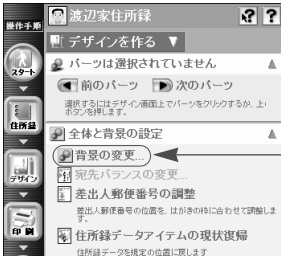 操作手順
渡辺家住所録
デザインを作る ▼
スタート
パーツは選択されていません
前のパーツ 次のパーツ
選択するにはデザイン画面上でパーツをクリックするか、上
ボタンを押します。
住所録
全体と背景の設定
背景の変更...
宛先バランスの変更...
デザイン
差出人郵便番号の調整
差出人郵便番号の位置を、はがきの枠に合わせて調整しま
す。
印刷
住所録データアイテムの現状復帰
住所録データを規定の位置に戻します